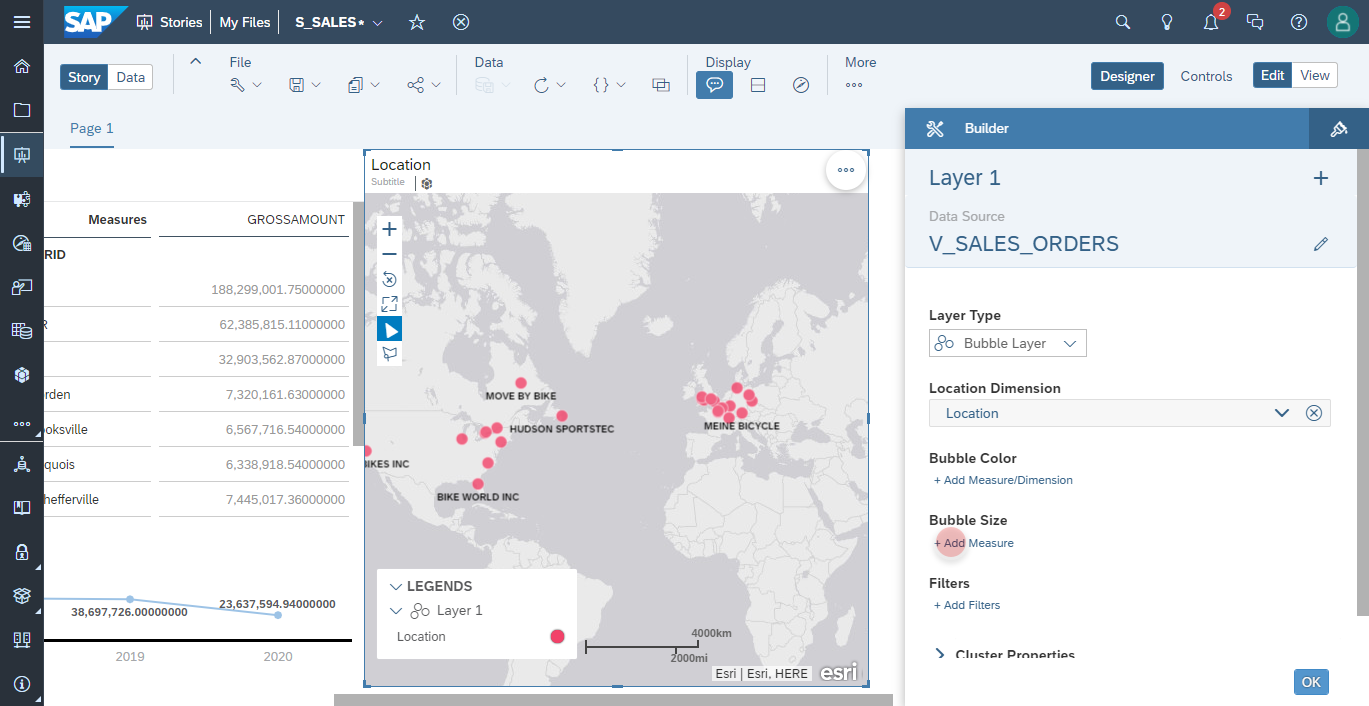 SAP Stories My Files S_SALES* 2
Story Data
File Data Display More
Designer Controls Edit View
Page 1
Measures GROSSAMOUNT
RID
188,299,001.75000000
R 62,385,815.11000000
32,903,562.87000000
rden 7,320,161.63000000
ooksville 6,567,716.54000000
quois 6,338,918.54000000
hefferville 7,445,017.36000000
38,697,726.00000000 23,637,594.94000000
2019 2020
Location
Subtitle
MOVE BY BIKE
HUDSON SPORTSTEC
MEINE BICYCLE
IKES INC
BIKE WORLD INC
LEGENDS
Layer 1
Location
4000km
2000mi
Esri | Esri, HERE esri
Builder
Layer 1
Data Source
V_SALES_ORDERS
Layer Type
Bubble Layer
Location Dimension
Location
Bubble Color
+ Add Measure/Dimension
Bubble Size
+ Add Measure
Filters
+ Add Filters
Cluster Properties
OK